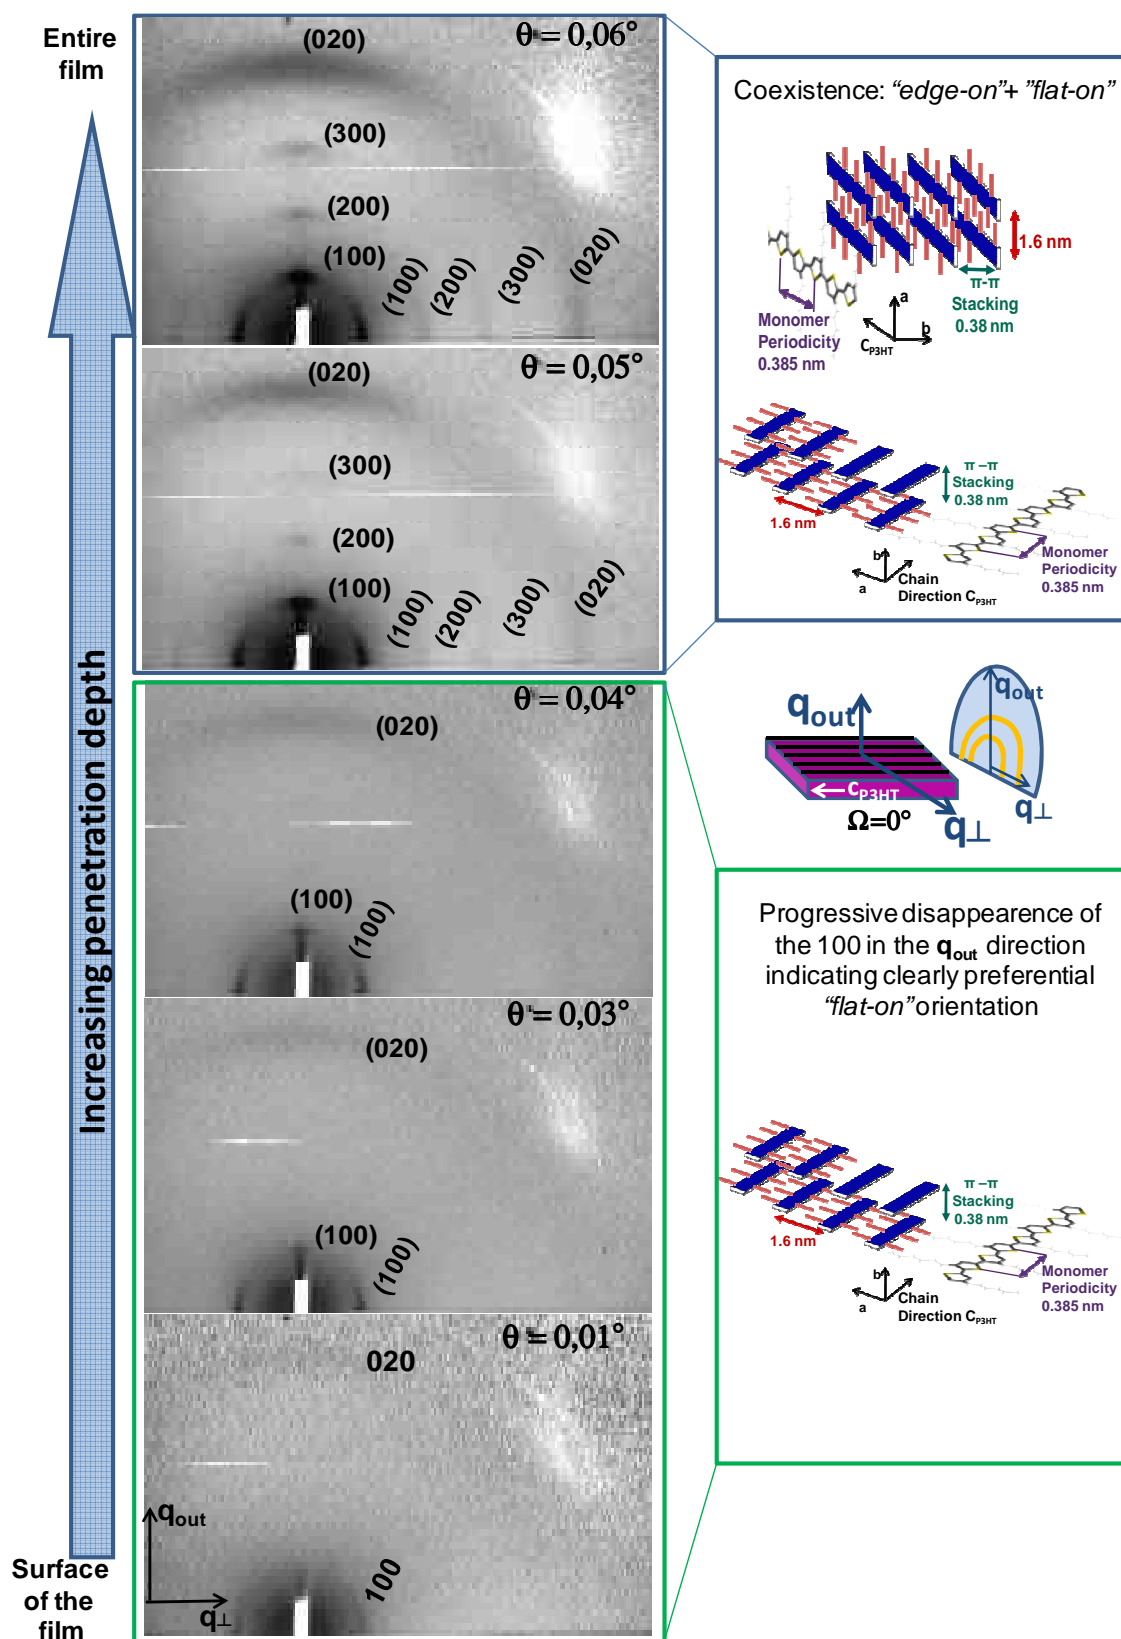 Entire
film
Increasing penetration depth
Surface
of the
film
θ = 0,06°
(020)
(300)
(200)
(100)
(100)
(200)
(300)
(020)
θ = 0,05°
(020)
(300)
(200)
(100)
(100)
(200)
(300)
(020)
θ = 0,04°
(020)
(100)
(100)
θ = 0,03°
(020)
(100)
(100)
θ = 0,01°
020
100
qout
q⊥
Coexistence: “edge-on”+ ”flat-on”
1.6 nm
π-π
Stacking
0.38 nm
Monomer
Periodicity
0.385 nm
a
b
CP3HT
π –π
Stacking
0.38 nm
1.6 nm
Monomer
Periodicity
0.385 nm
b
a
Chain
Direction CP3HT
qout
qout
CP3HT
Ω=0°
q⊥
q⊥
Progressive disappearence of
the 100 in the qout direction
indicating clearly preferential
“flat-on” orientation
π –π
Stacking
0.38 nm
1.6 nm
Monomer
Periodicity
0.385 nm
b
a
Chain
Direction CP3HT